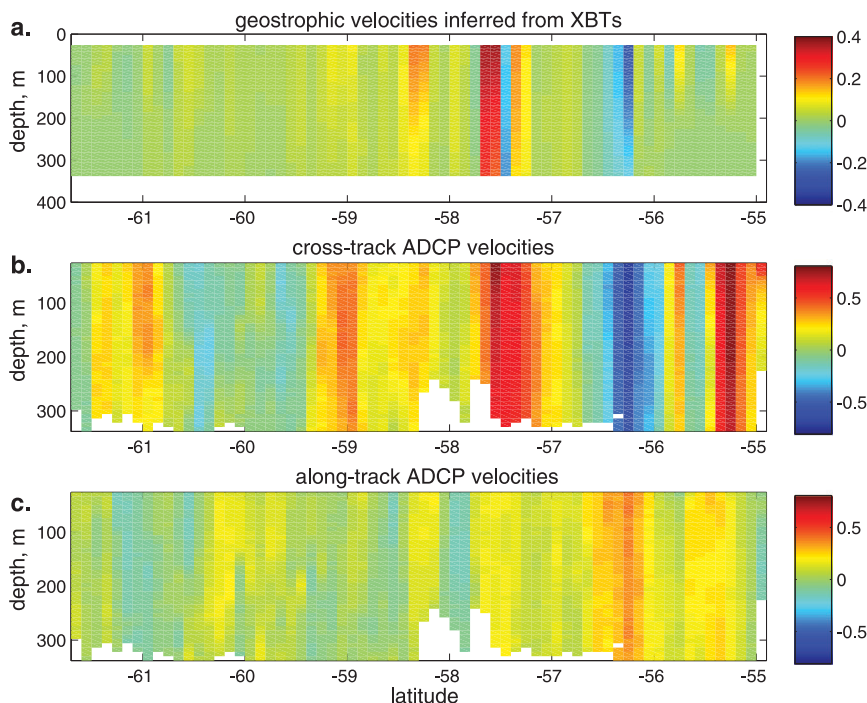 a.
geostrophic velocities inferred from XBTs
0
100
200
300
400
depth, m
-61 -60 -59 -58 -57 -56 -55
0.4
0.2
0
-0.2
-0.4
b.
cross-track ADCP velocities
100
200
300
depth, m
-61 -60 -59 -58 -57 -56 -55
0.5
0
-0.5
c.
along-track ADCP velocities
100
200
300
depth, m
-61 -60 -59 -58 -57 -56 -55
latitude
0.5
0
-0.5